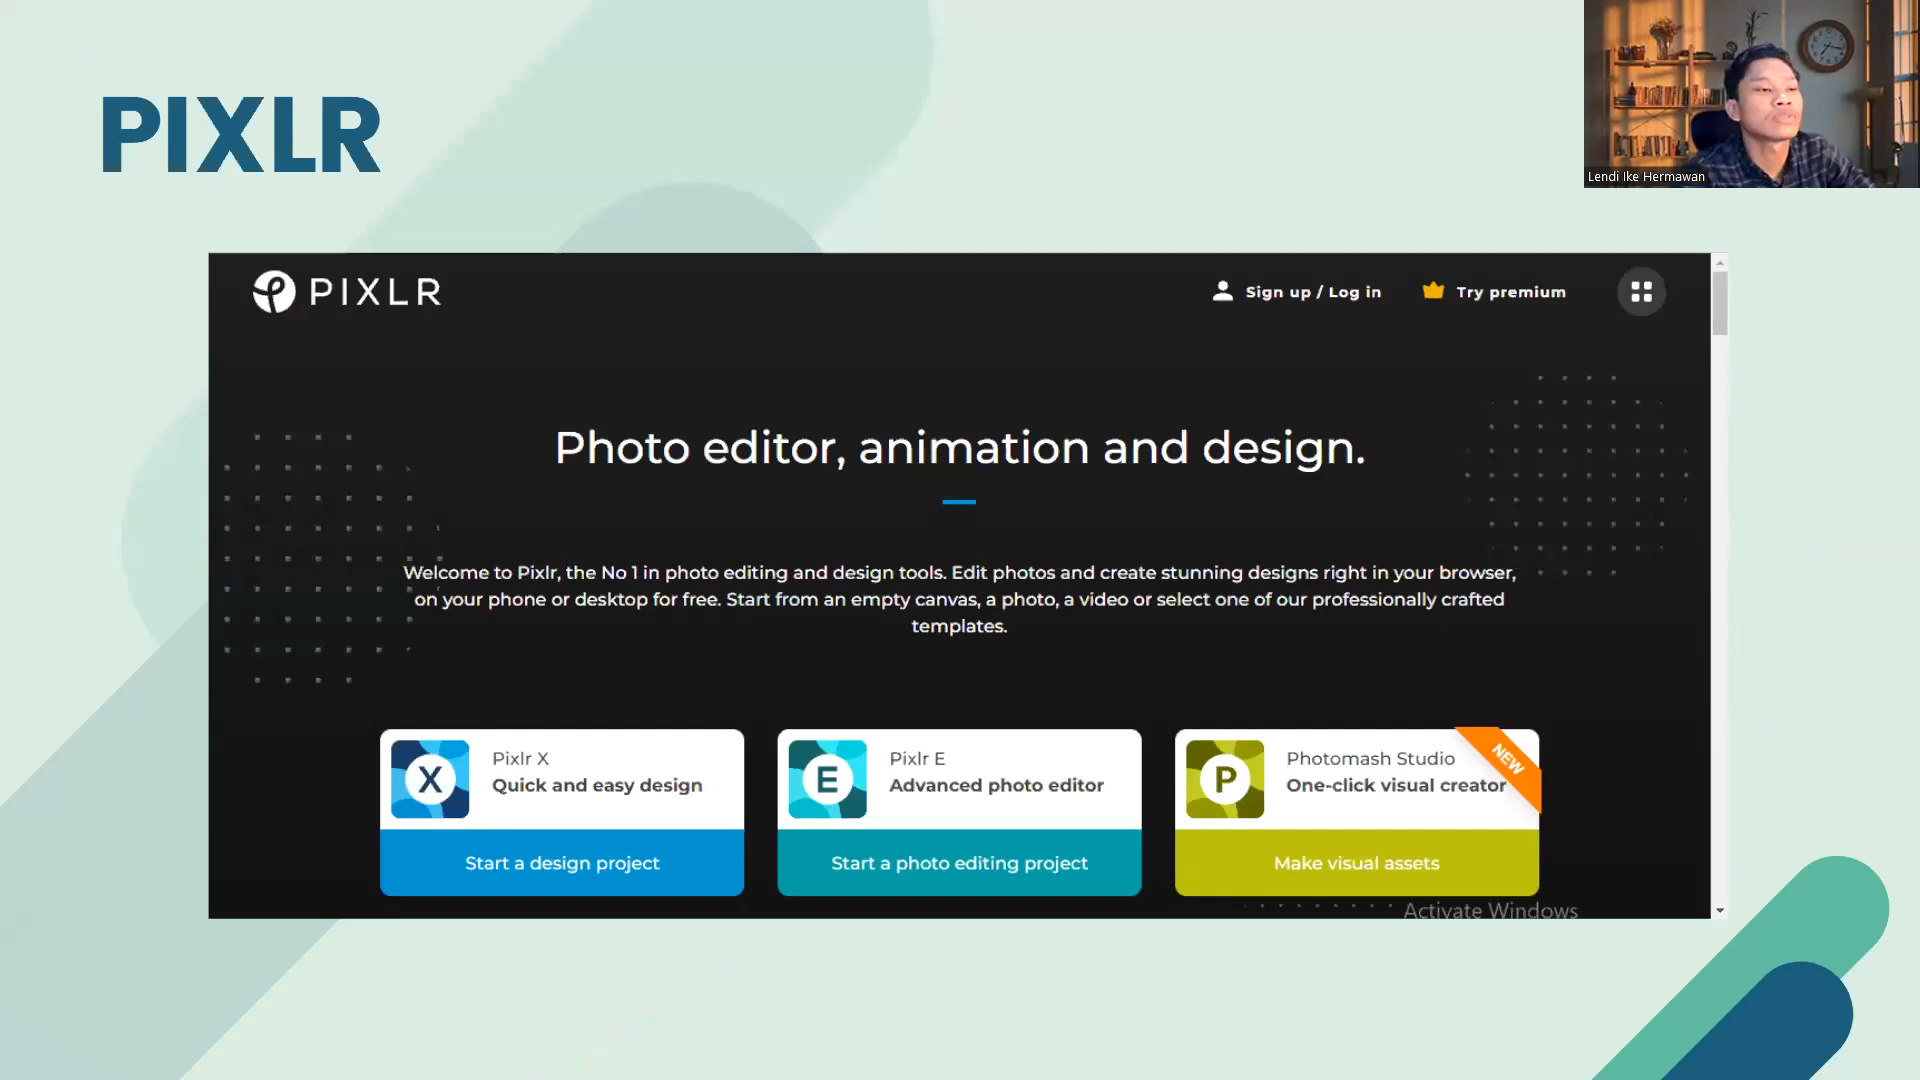 PIXLR
Lendi Ike Hermawan
PIXLR
Sign up / Log in
Try premium
Photo editor, animation and design.
Welcome to Pixlr, the No 1 in photo editing and design tools. Edit photos and create stunning designs right in your browser,
on your phone or desktop for free. Start from an empty canvas, a photo, a video or select one of our professionally crafted
templates.
X
Pixlr X
Quick and easy design
Start a design project
E
Pixlr E
Advanced photo editor
Start a photo editing project
P
Photomash Studio
One-click visual creator
NEW
Make visual assets
Activate Windows